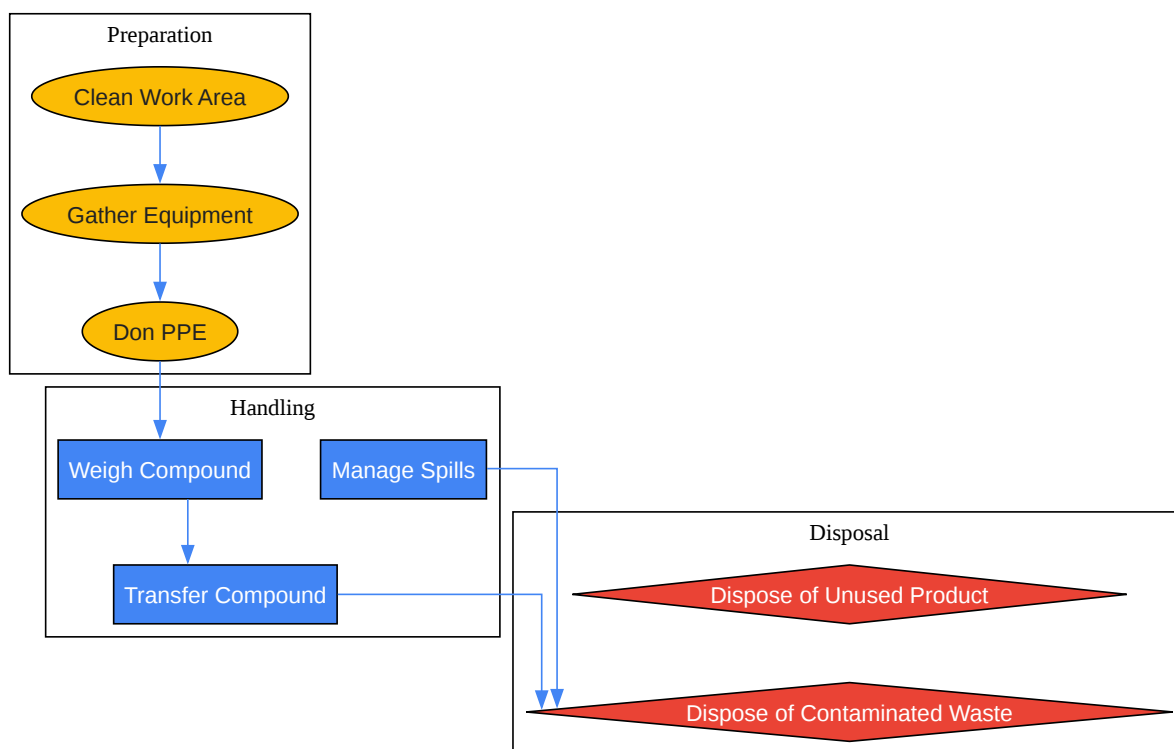 Preparation
Clean Work Area
Gather Equipment
Don PPE
Handling
Weigh Compound
Manage Spills
Transfer Compound
Disposal
Dispose of Unused Product
Dispose of Contaminated Waste